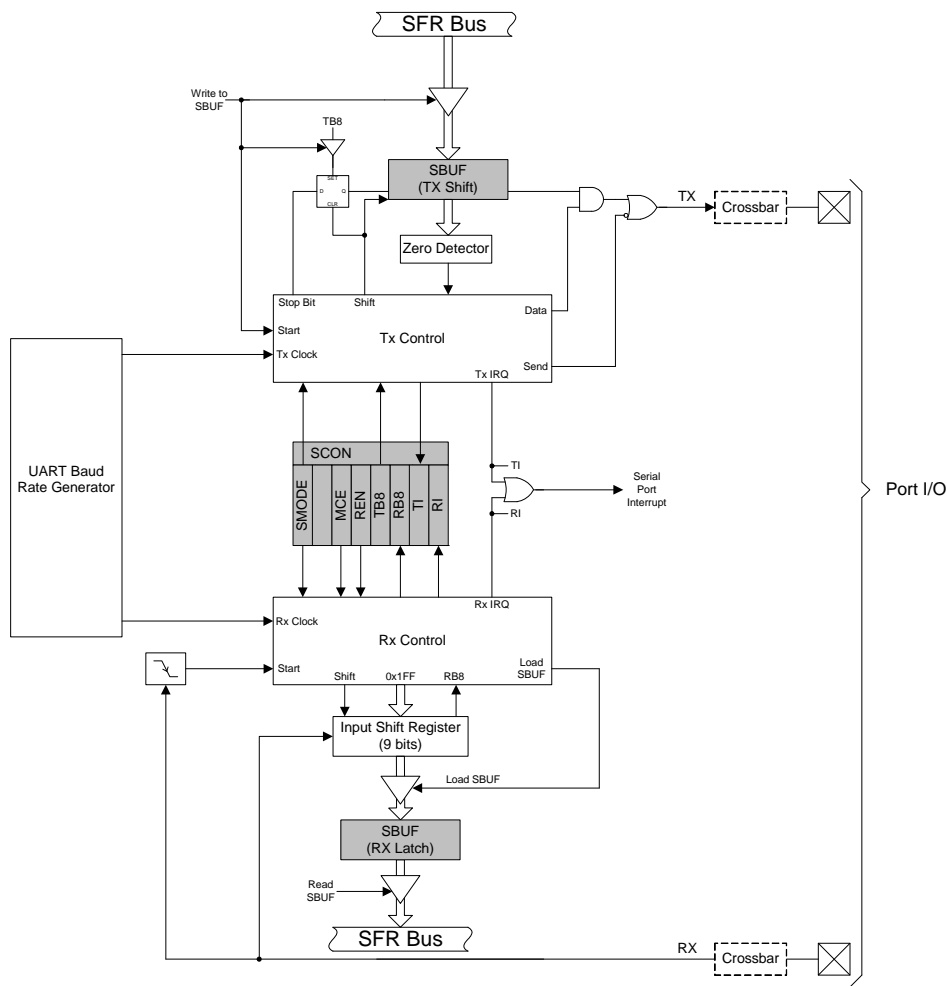 SFR Bus
Write to
SBUF
TB8
SET
D
Q
CLR
SBUF
(TX Shift)
TX
Crossbar
Zero Detector
Stop Bit
Shift
Data
Start
Tx Control
Tx Clock
Send
Tx IRQ
UART Baud
Rate Generator
SCON
SMODE
MCE
REN
TB8
RB8
TI
RI
TI
RI
Serial
Port
Interrupt
Port I/O
Rx IRQ
Rx Clock
Rx Control
Start
Load
SBUF
Shift
0x1FF
RB8
Input Shift Register
(9 bits)
Load SBUF
SBUF
(RX Latch)
Read
SBUF
SFR Bus
RX
Crossbar